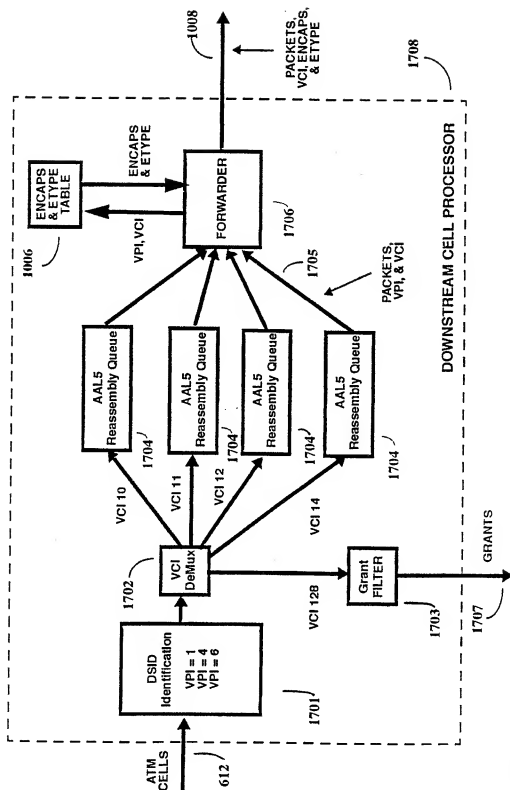 ATM
CELLS
612
DSID
Identification
VPI = 1
VPI = 4
VPI = 6
1701
1702
VCI
DeMux
VCI 10
VCI 11
VCI 12
VCI 14
VCI 128
Grant
FILTER
1703
GRANTS
1707
AAL5
Reassembly Queue
1704
AAL5
Reassembly Queue
1704
AAL5
Reassembly Queue
1704
AAL5
Reassembly Queue
1704
ENCAPS
& ETYPE
TABLE
1006
VPI, VCI
ENCAPS
& ETYPE
FORWARDER
1706
1705
PACKETS,
VPI, & VCI
1008
PACKETS,
VCI, ENCAPS,
& ETYPE
DOWNSTREAM CELL PROCESSOR
1708